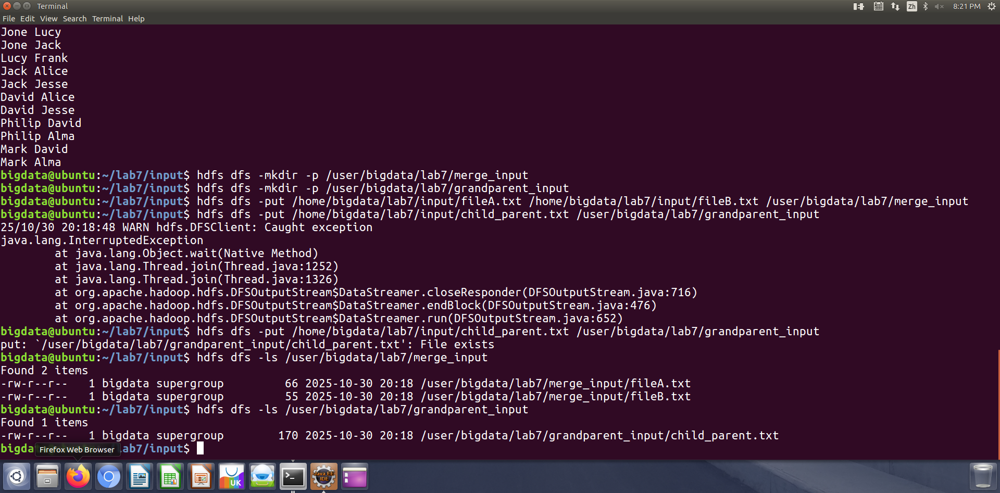 Terminal
Zh
8:21 PM
File Edit View Search Terminal Help
Jone Lucy
Jone Jack
Lucy Frank
Jack Alice
Jack Jesse
David Alice
David Jesse
Philip David
Philip Alma
Mark David
Mark Alma
bigdata@ubuntu:~/lab7/input$ hdfs dfs -mkdir -p /user/bigdata/lab7/merge_input
bigdata@ubuntu:~/lab7/input$ hdfs dfs -mkdir -p /user/bigdata/lab7/grandparent_input
bigdata@ubuntu:~/lab7/input$ hdfs dfs -put /home/bigdata/lab7/input/fileA.txt /home/bigdata/lab7/input/fileB.txt /user/bigdata/lab7/merge_input
bigdata@ubuntu:~/lab7/input$ hdfs dfs -put /home/bigdata/lab7/input/child_parent.txt /user/bigdata/lab7/grandparent_input
25/10/30 20:18:48 WARN hdfs.DFSClient: Caught exception
java.lang.InterruptedException
        at java.lang.Object.wait(Native Method)
        at java.lang.Thread.join(Thread.java:1252)
        at java.lang.Thread.join(Thread.java:1326)
        at org.apache.hadoop.hdfs.DFSOutputStream$DataStreamer.closeResponder(DFSOutputStream.java:716)
        at org.apache.hadoop.hdfs.DFSOutputStream$DataStreamer.endBlock(DFSOutputStream.java:476)
        at org.apache.hadoop.hdfs.DFSOutputStream$DataStreamer.run(DFSOutputStream.java:652)
bigdata@ubuntu:~/lab7/input$ hdfs dfs -put /home/bigdata/lab7/input/child_parent.txt /user/bigdata/lab7/grandparent_input
put: `/user/bigdata/lab7/grandparent_input/child_parent.txt': File exists
bigdata@ubuntu:~/lab7/input$ hdfs dfs -ls /user/bigdata/lab7/merge_input
Found 2 items
-rw-r--r--   1 bigdata supergroup         66 2025-10-30 20:18 /user/bigdata/lab7/merge_input/fileA.txt
-rw-r--r--   1 bigdata supergroup         55 2025-10-30 20:18 /user/bigdata/lab7/merge_input/fileB.txt
bigdata@ubuntu:~/lab7/input$ hdfs dfs -ls /user/bigdata/lab7/grandparent_input
Found 1 items
-rw-r--r--   1 bigdata supergroup        170 2025-10-30 20:18 /user/bigdata/lab7/grandparent_input/child_parent.txt
bigda Firefox Web Browser lab7/input$
UK
Java EE
IDE